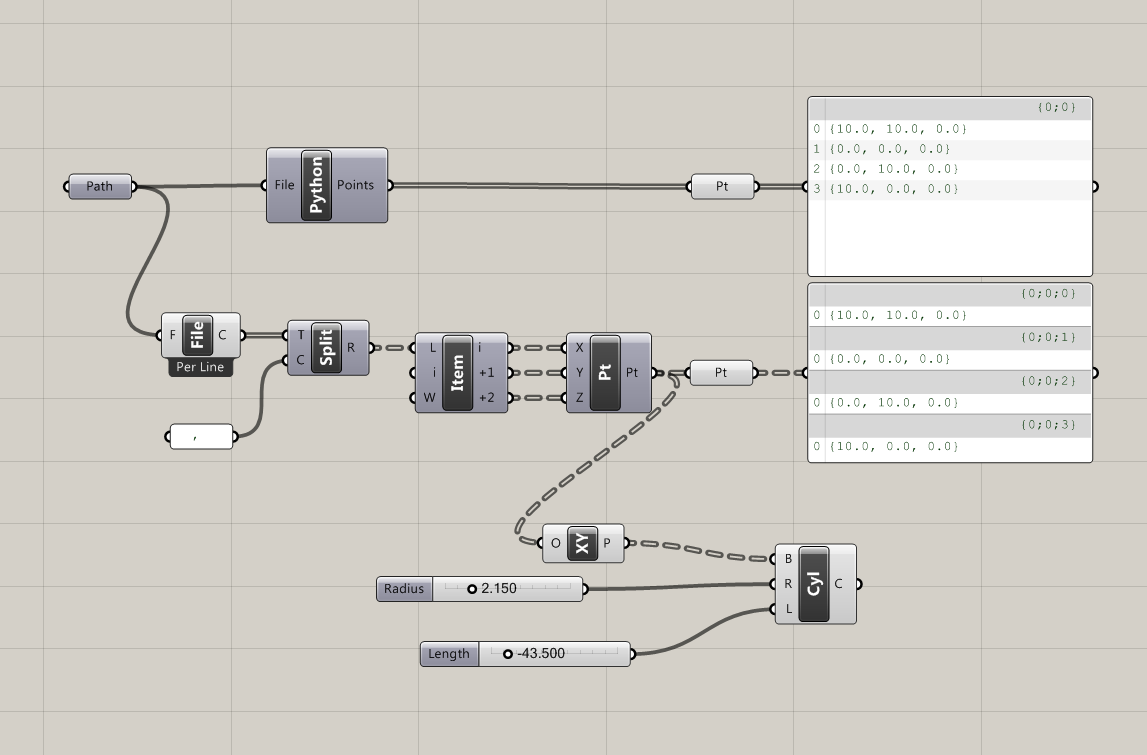 Path
File
Python
Points
Pt
{0;0}
0 {10.0, 10.0, 0.0}
1 {0.0, 0.0, 0.0}
2 {0.0, 10.0, 0.0}
3 {10.0, 0.0, 0.0}
F
File
C
Per Line
T
C
Split
R
,
L
i
W
Item
i
+1
+2
X
Y
Z
Pt
Pt
Pt
{0;0;0}
0 {10.0, 10.0, 0.0}
{0;0;1}
0 {0.0, 0.0, 0.0}
{0;0;2}
0 {0.0, 10.0, 0.0}
{0;0;3}
0 {10.0, 0.0, 0.0}
O
XY
P
Radius 2.150
Length -43.500
B
R
L
Cyl
C